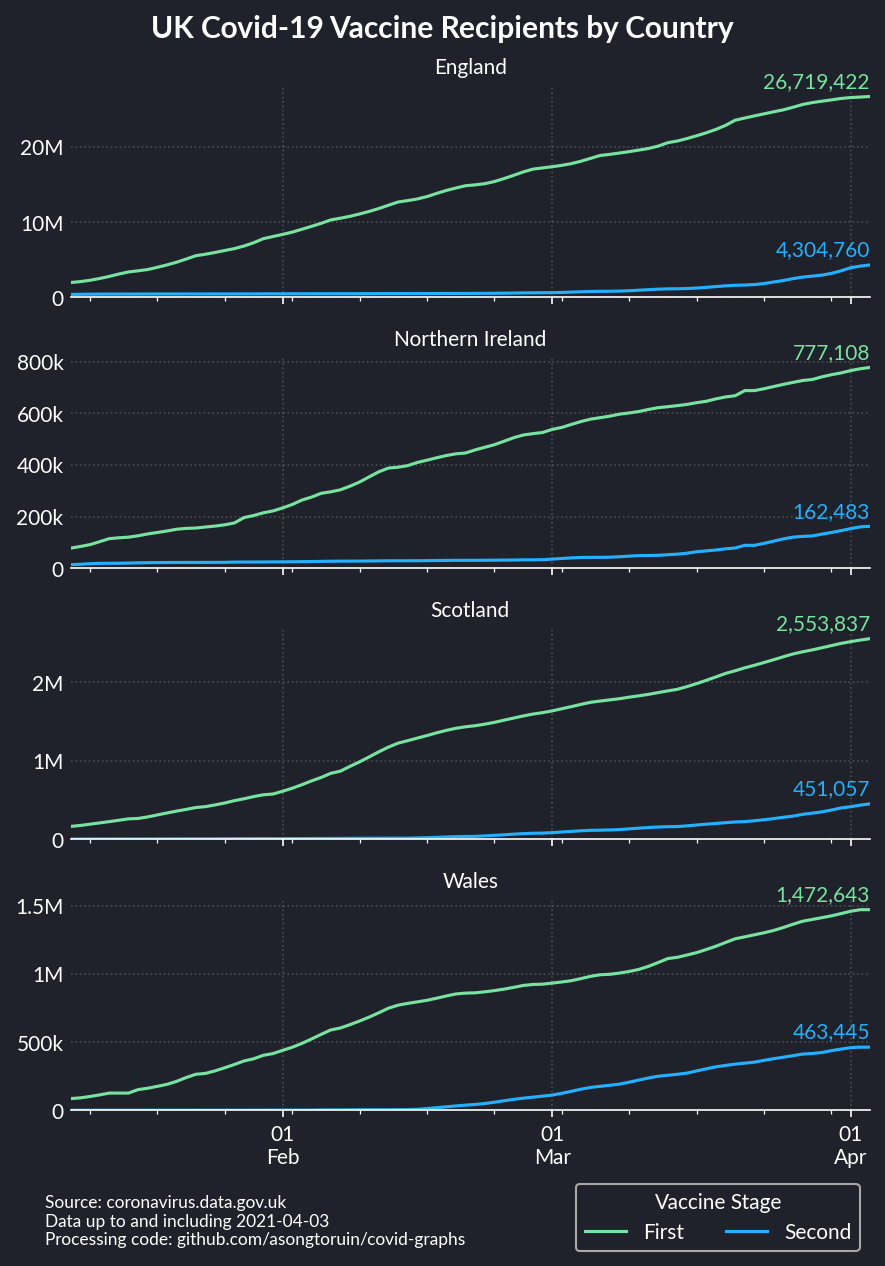 UK Covid-19 Vaccine Recipients by Country
England
26,719,422
20M
10M
4,304,760
0
Northern Ireland
777,108
800k
600k
400k
200k
162,483
0
Scotland
2,553,837
2M
1M
451,057
0
Wales
1,472,643
1.5M
1M
463,445
500k
0
01 01 01
Feb Mar Apr
Source: coronavirus.data.gov.uk
Data up to and including 2021-04-03
Processing code: github.com/asongtoruin/covid-graphs
Vaccine Stage
First Second